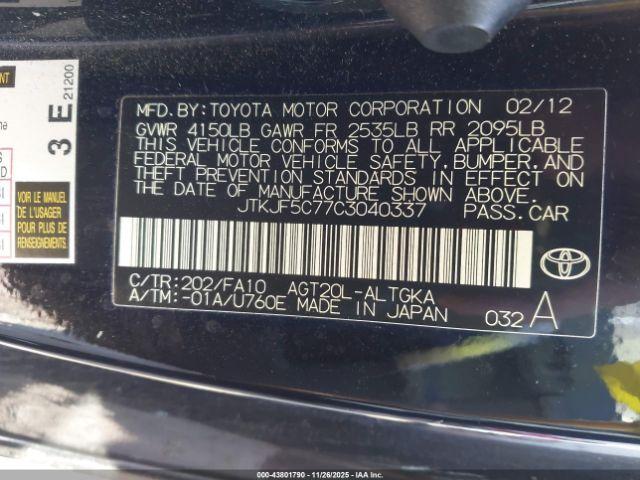 MFD.BY:TOYOTA MOTOR CORPORATION 02/12
GVWR 4150LB GAWR FR 2535LB RR 2095LB
THIS VEHICLE CONFORMS TO ALL APPLICABLE
FEDERAL MOTOR VEHICLE SAFETY,BUMPER,AND
THEFT PREVENTION STANDARDS IN EFFECT ON
THE DATE OF MANUFACTURE SHOWN ABOVE.
JTKJF5C77C3040337 PASS.CAR
C/TR:202/FA10 AGT20L-ALTGKA
A/TM:-01A/U760E MADE IN JAPAN 032 A
3 E
21200
VOIR LE MANUEL
DE L'USAGER
POUR PLUS DE
RENSEIGNEMENTS.
000-43801790 - 11/26/2025 - IAAI.COM